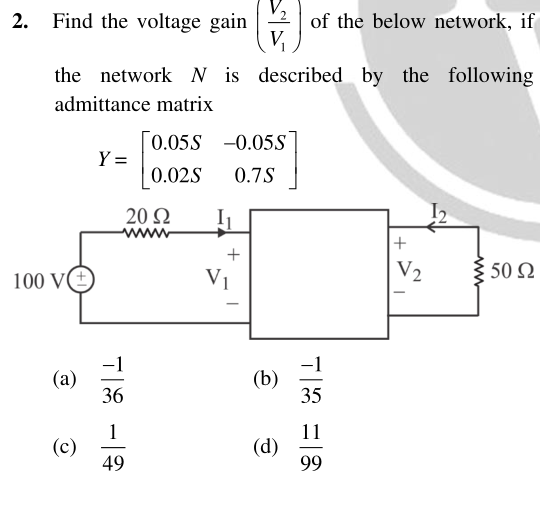 2. Find the voltage gain (V₂/V₁) of the below network, if
the network N is described by the following
admittance matrix
Y = [0.05S –0.05S
0.02S 0.7S]
20 Ω I₁ I₂
+ +
100 V ± V₁ V₂ 50 Ω
– –
(a) –1/36 (b) –1/35
(c) 1/49 (d) 11/99